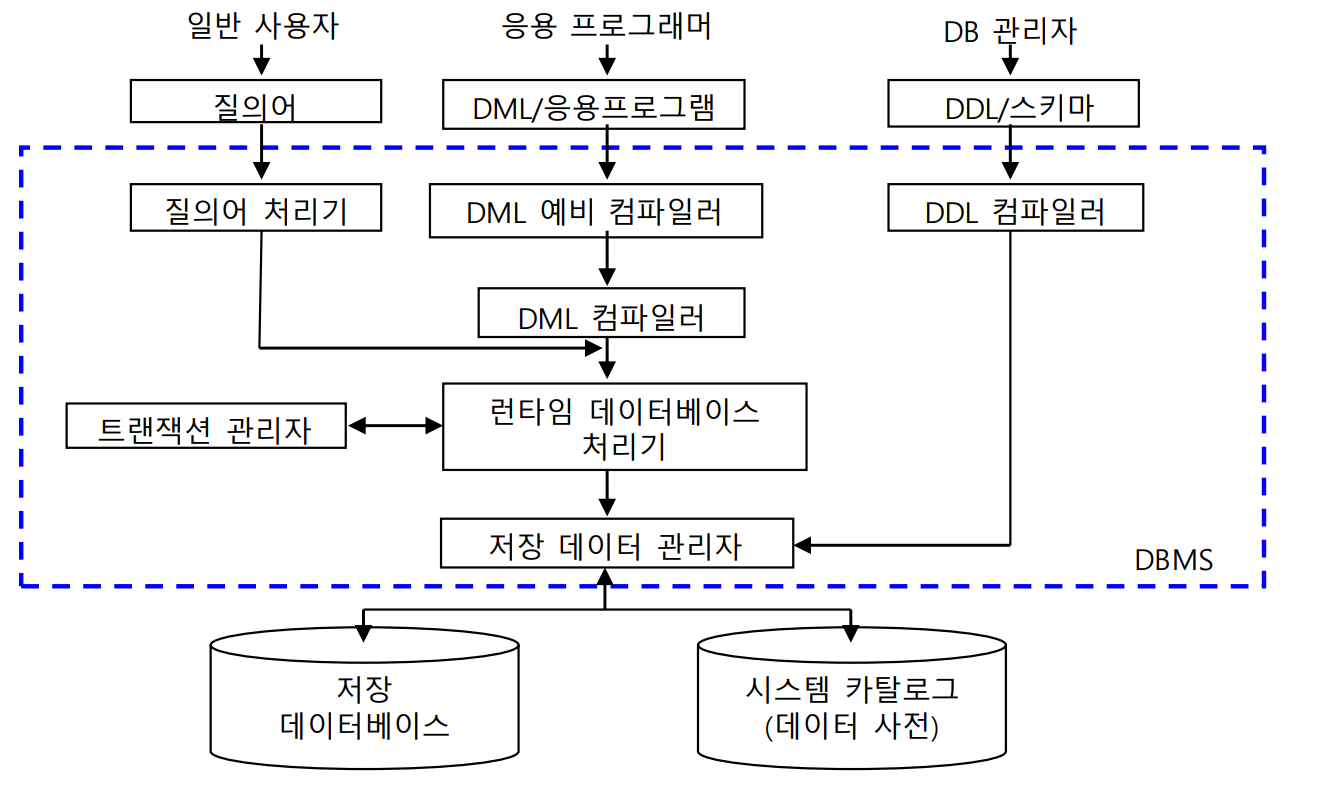 일반 사용자
응용 프로그래머
DB 관리자
질의어
DML/응용프로그램
DDL/스키마
질의어 처리기
DML 예비 컴파일러
DDL 컴파일러
DML 컴파일러
런타임 데이터베이스
처리기
트랜잭션 관리자
저장 데이터 관리자
DBMS
저장
데이터베이스
시스템 카탈로그
(데이터 사전)